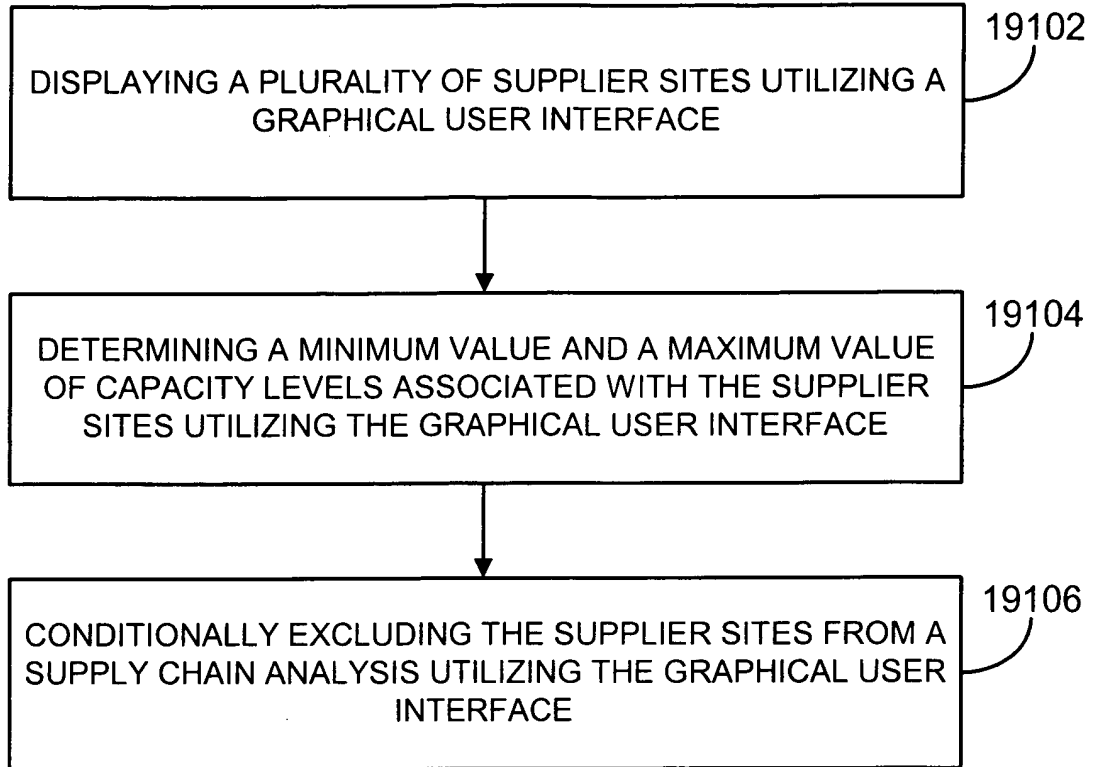 19102
DISPLAYING A PLURALITY OF SUPPLIER SITES UTILIZING A
GRAPHICAL USER INTERFACE
19104
DETERMINING A MINIMUM VALUE AND A MAXIMUM VALUE
OF CAPACITY LEVELS ASSOCIATED WITH THE SUPPLIER
SITES UTILIZING THE GRAPHICAL USER INTERFACE
19106
CONDITIONALLY EXCLUDING THE SUPPLIER SITES FROM A
SUPPLY CHAIN ANALYSIS UTILIZING THE GRAPHICAL USER
INTERFACE